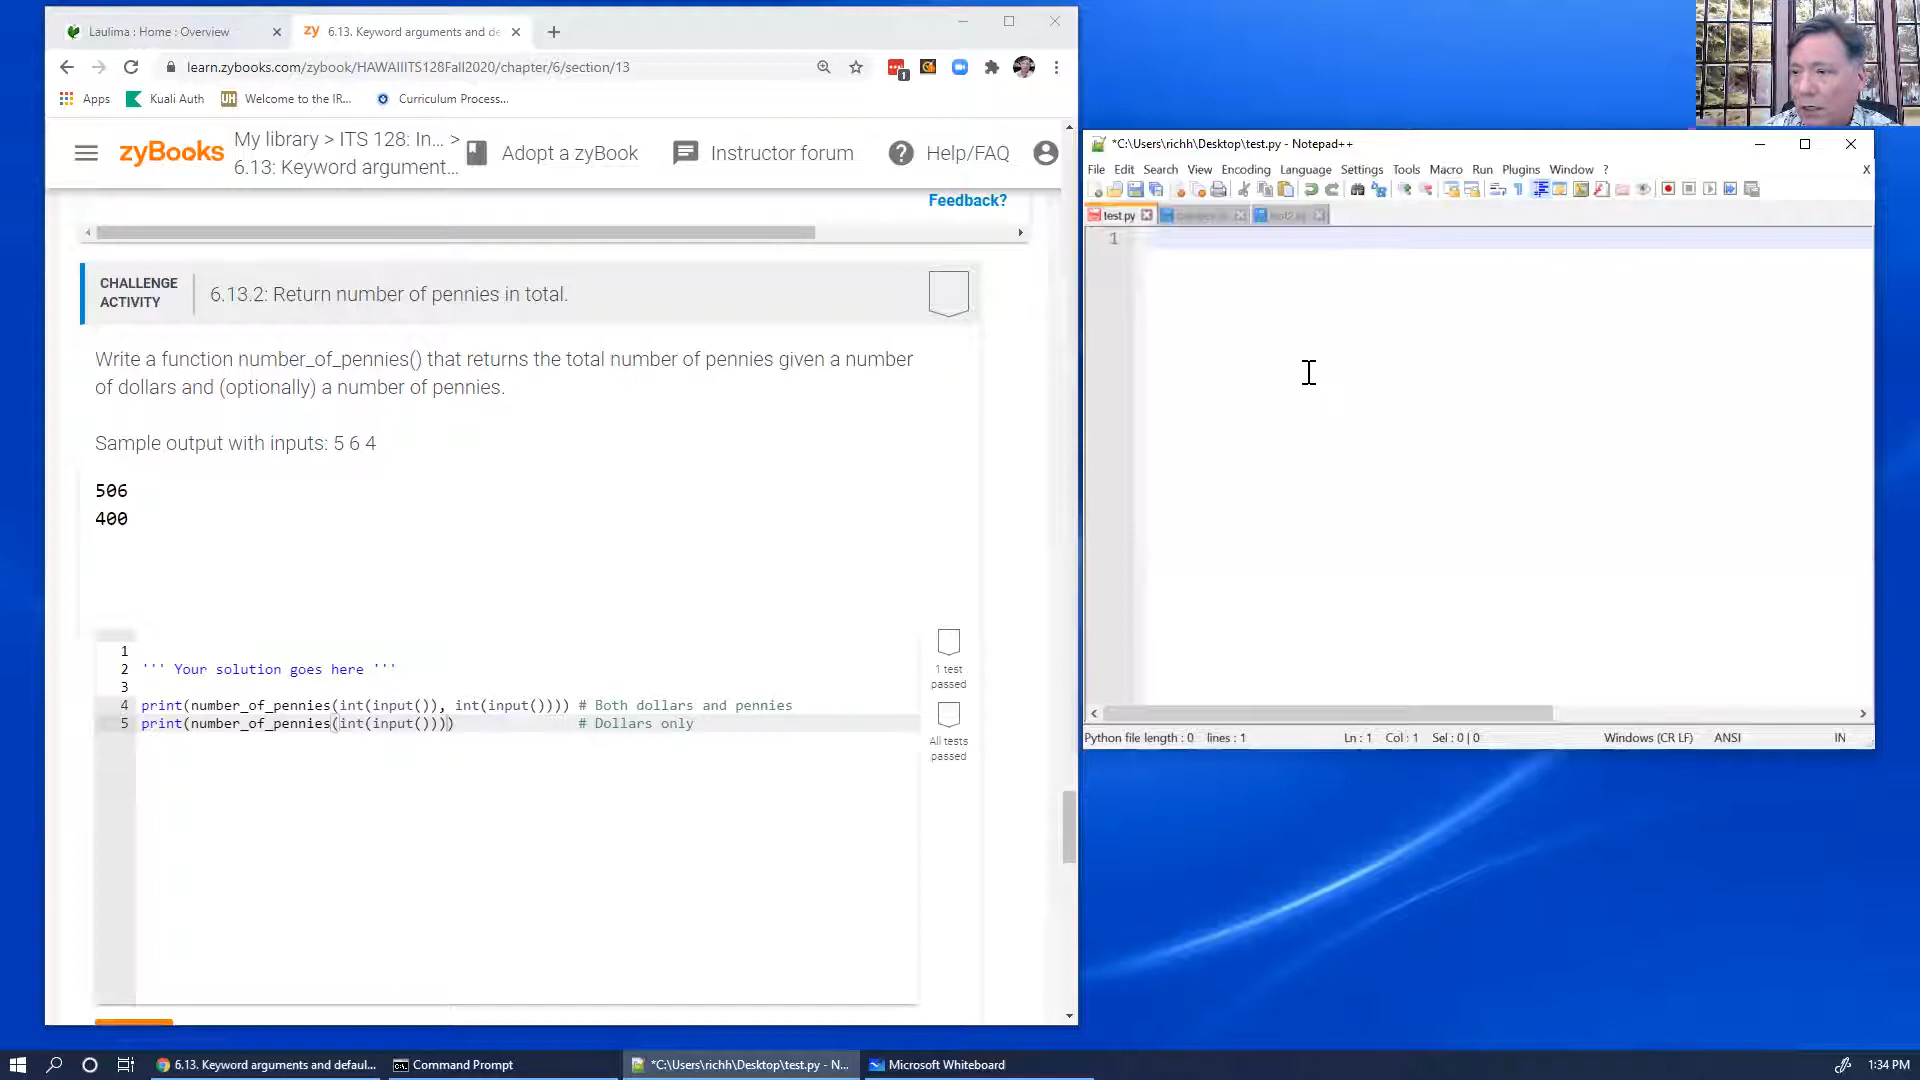 Laulima : Home : Overview
zy 6.13. Keyword arguments and de
learn.zybooks.com/zybook/HAWAIIITS128Fall2020/chapter/6/section/13
1
Apps
Kuali Auth
Welcome to the IR...
Curriculum Process...
zyBooks
My library > ITS 128: In... >
6.13: Keyword argument...
Adopt a zyBook
Instructor forum
Help/FAQ
Feedback?
CHALLENGE
ACTIVITY
6.13.2: Return number of pennies in total.
Write a function number_of_pennies() that returns the total number of pennies given a number
of dollars and (optionally) a number of pennies.
Sample output with inputs: 5 6 4
506
400
1
2 ''' Your solution goes here '''
3
4 print(number_of_pennies(int(input()), int(input()))) # Both dollars and pennies
5 print(number_of_pennies(int(input()))) # Dollars only
1 test
passed
All tests
passed
*C:\Users\richh\Desktop\test.py - Notepad++
File Edit Search View Encoding Language Settings Tools Macro Run Plugins Window ? X
test.py
1
Python file length : 0 lines : 1 Ln : 1 Col : 1 Sel : 0 | 0 Windows (CR LF) ANSI IN
6.13. Keyword arguments and defaul...
Command Prompt
*C:\Users\richh\Desktop\test.py - N...
Microsoft Whiteboard
1:34 PM